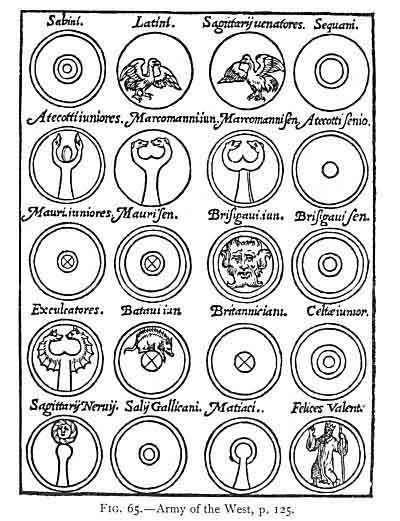 Sabini. Latini. Sagittarij uenatores. Sequani.
Atecotti iuniores. Marcomanni iun. Marcomanni sen. Atecotti senio.
Mauri iuniores. Mauri sen. Brisigaui iun. Brisigaui sen.
Exculcatores. Bataui iun. Britanniciani. Celtæ iunior.
Sagittarij Neruij. Salij Gallicani. Matiaci. Felices Valent.
FIG. 65.—Army of the West, p. 125.